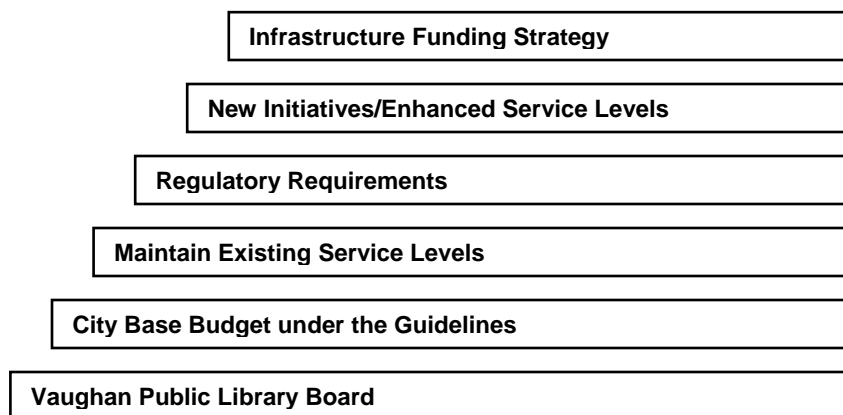 Infrastructure Funding Strategy
New Initiatives/Enhanced Service Levels
Regulatory Requirements
Maintain Existing Service Levels
City Base Budget under the Guidelines
Vaughan Public Library Board